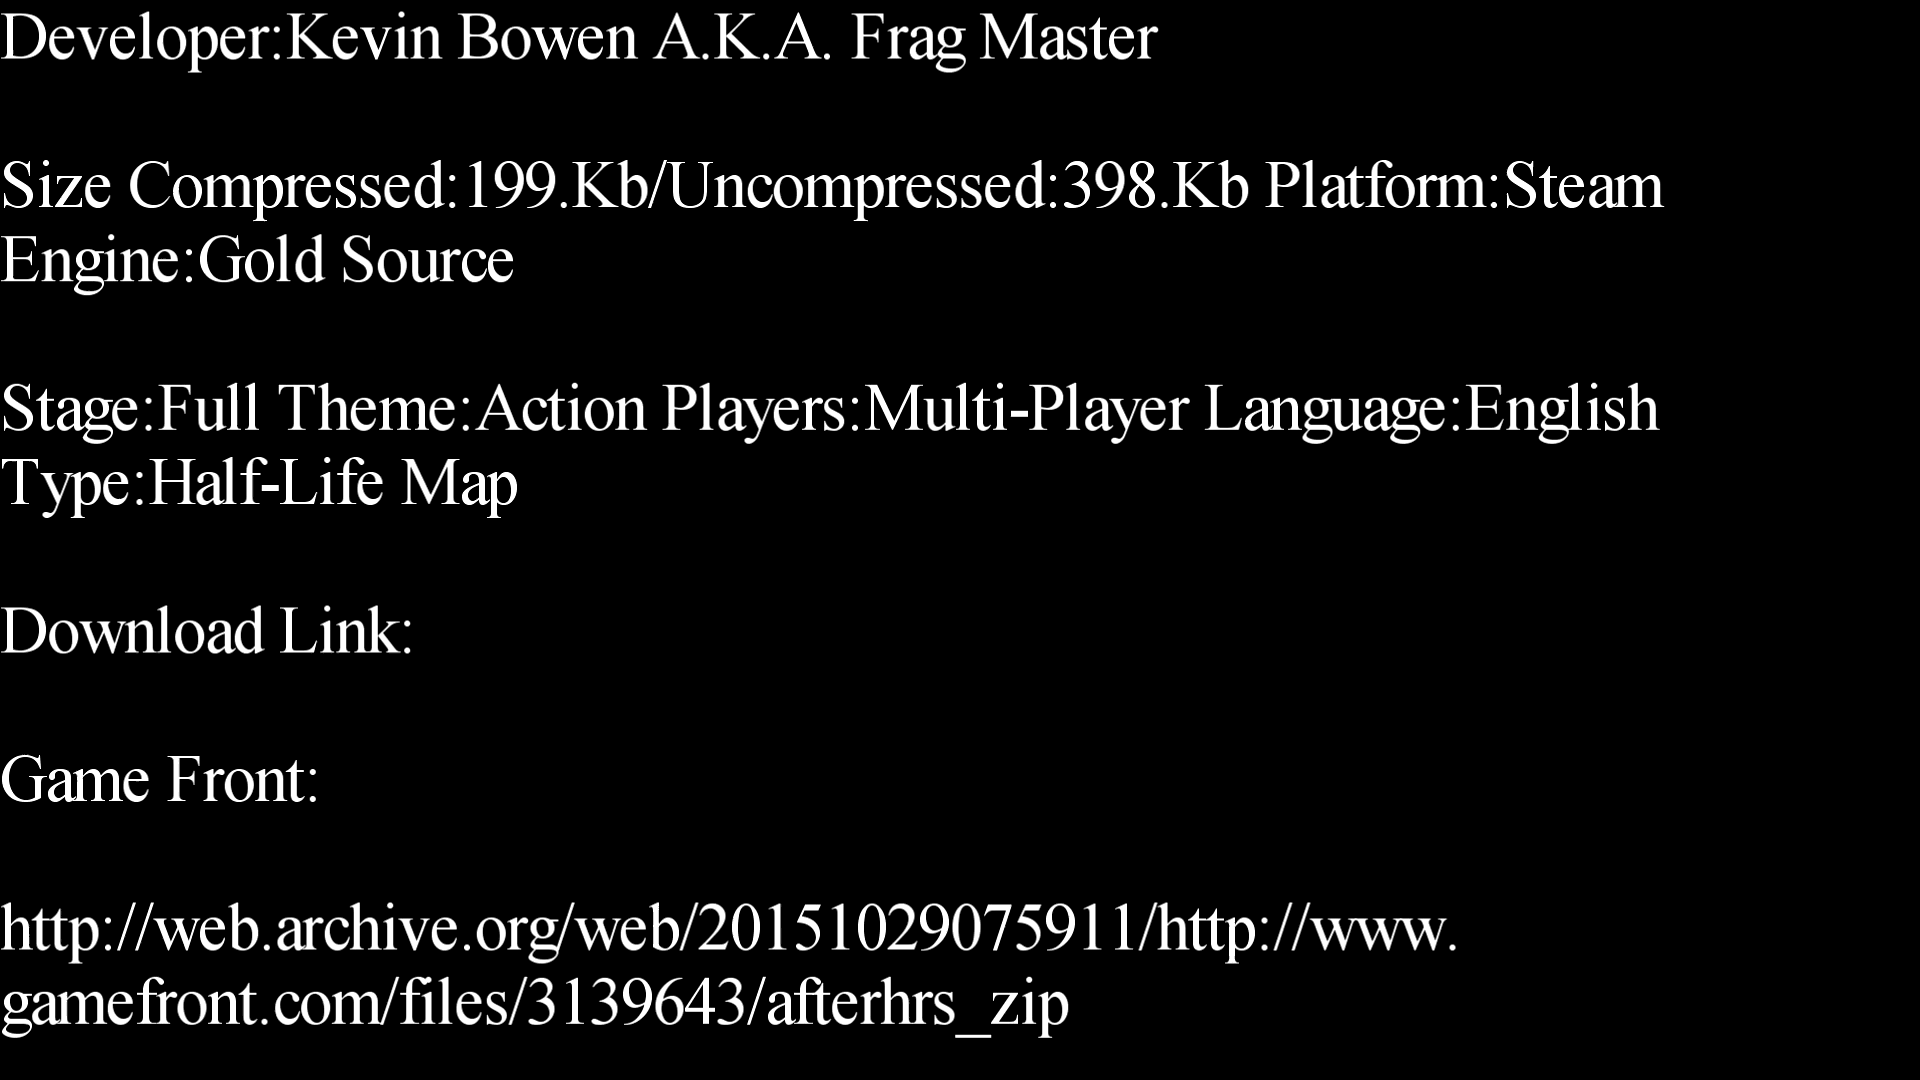 Developer:Kevin Bowen A.K.A. Frag Master
Size Compressed:199.Kb/Uncompressed:398.Kb Platform:Steam
Engine:Gold Source
Stage:Full Theme:Action Players:Multi-Player Language:English
Type:Half-Life Map
Download Link:
Game Front:
http://web.archive.org/web/20151029075911/http://www.
gamefront.com/files/3139643/afterhrs_zip